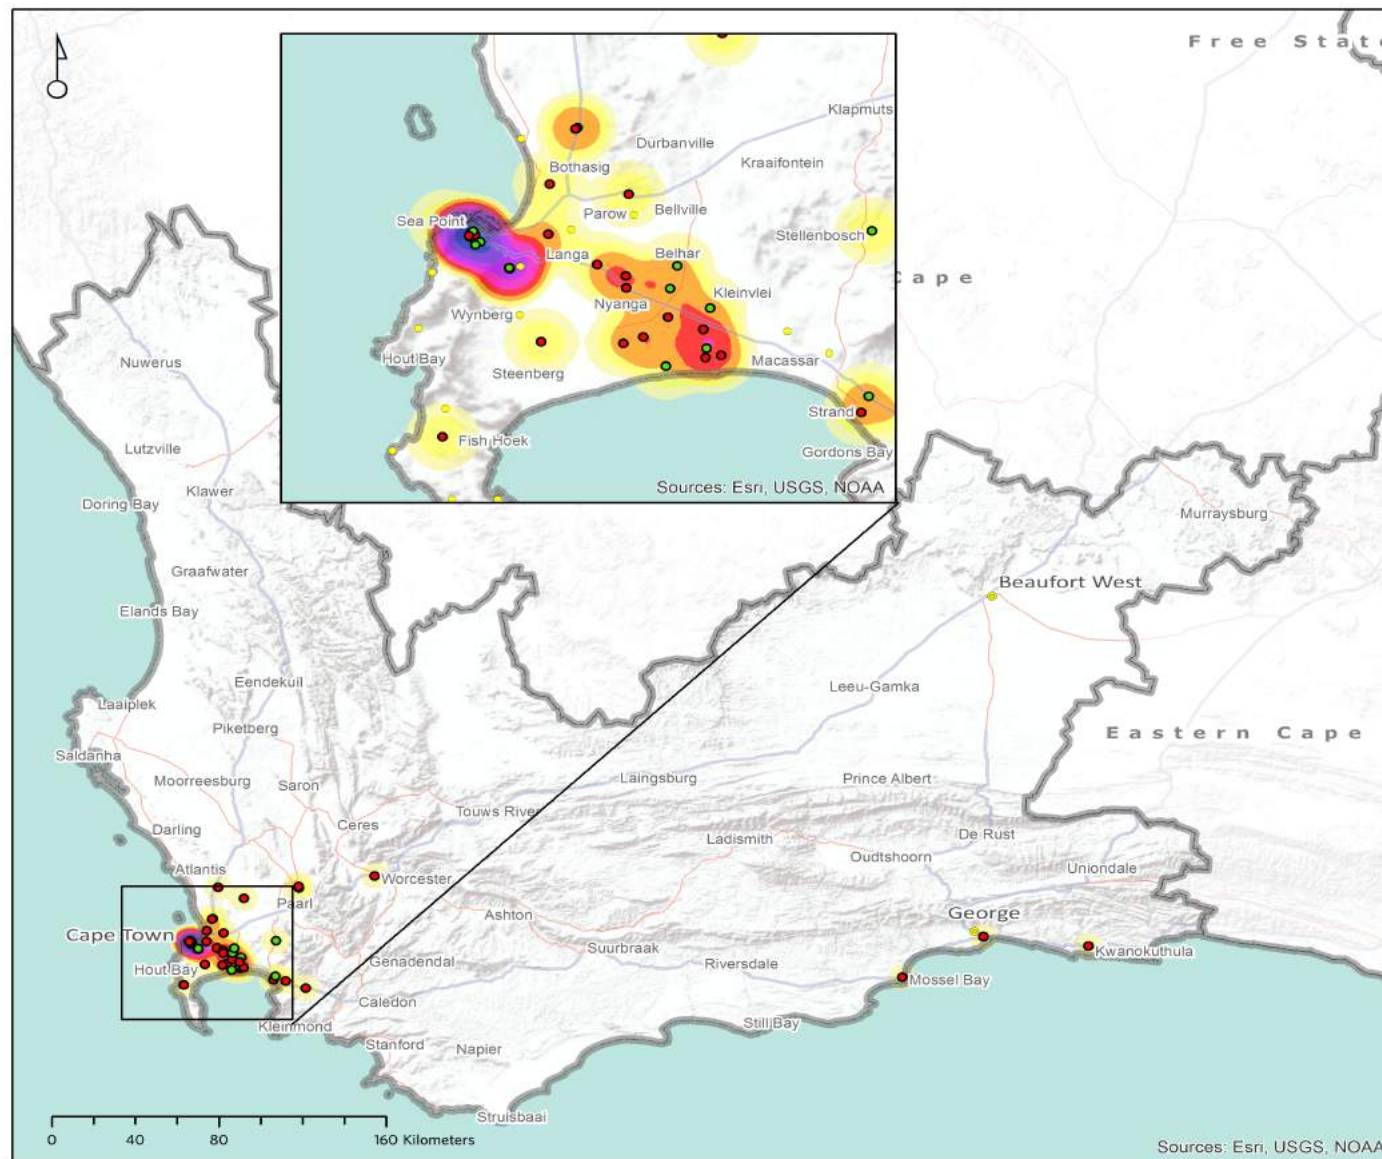 Free State
Klapmuts
Durbanville
Kraaifontein
Bothasig
Sea Point
Parow
Bellville
Stellenbosch
Langa
Belhar
Cape
Kleinvlei
Nyanga
Wynberg
Hout Bay
Macassar
Steenberg
Strand
Fish Hoek
Gordons Bay
Sources: Esri, USGS, NOAA
Nuwerus
Lutzville
Klawer
Doring Bay
Murraysburg
Graafwater
Beaufort West
Elands Bay
Eendekuil
Leeu-Gamka
Laaiplek
Piketberg
Eastern Cape
Saldanha
Moorreesburg
Saron
Laingsburg
Prince Albert
Touws River
Darling
Ceres
Ladismith
De Rust
Oudtshoorn
Atlantis
Uniondale
Worcester
Paarl
Ashton
George
Cape Town
Suurbraak
Kwanokuthula
Hout Bay
Genadendal
Riversdale
Mossel Bay
Caledon
Kleinmond
Still Bay
Stanford
Napier
Struisbaai
0 40 80 160 Kilometers
Sources: Esri, USGS, NOAA